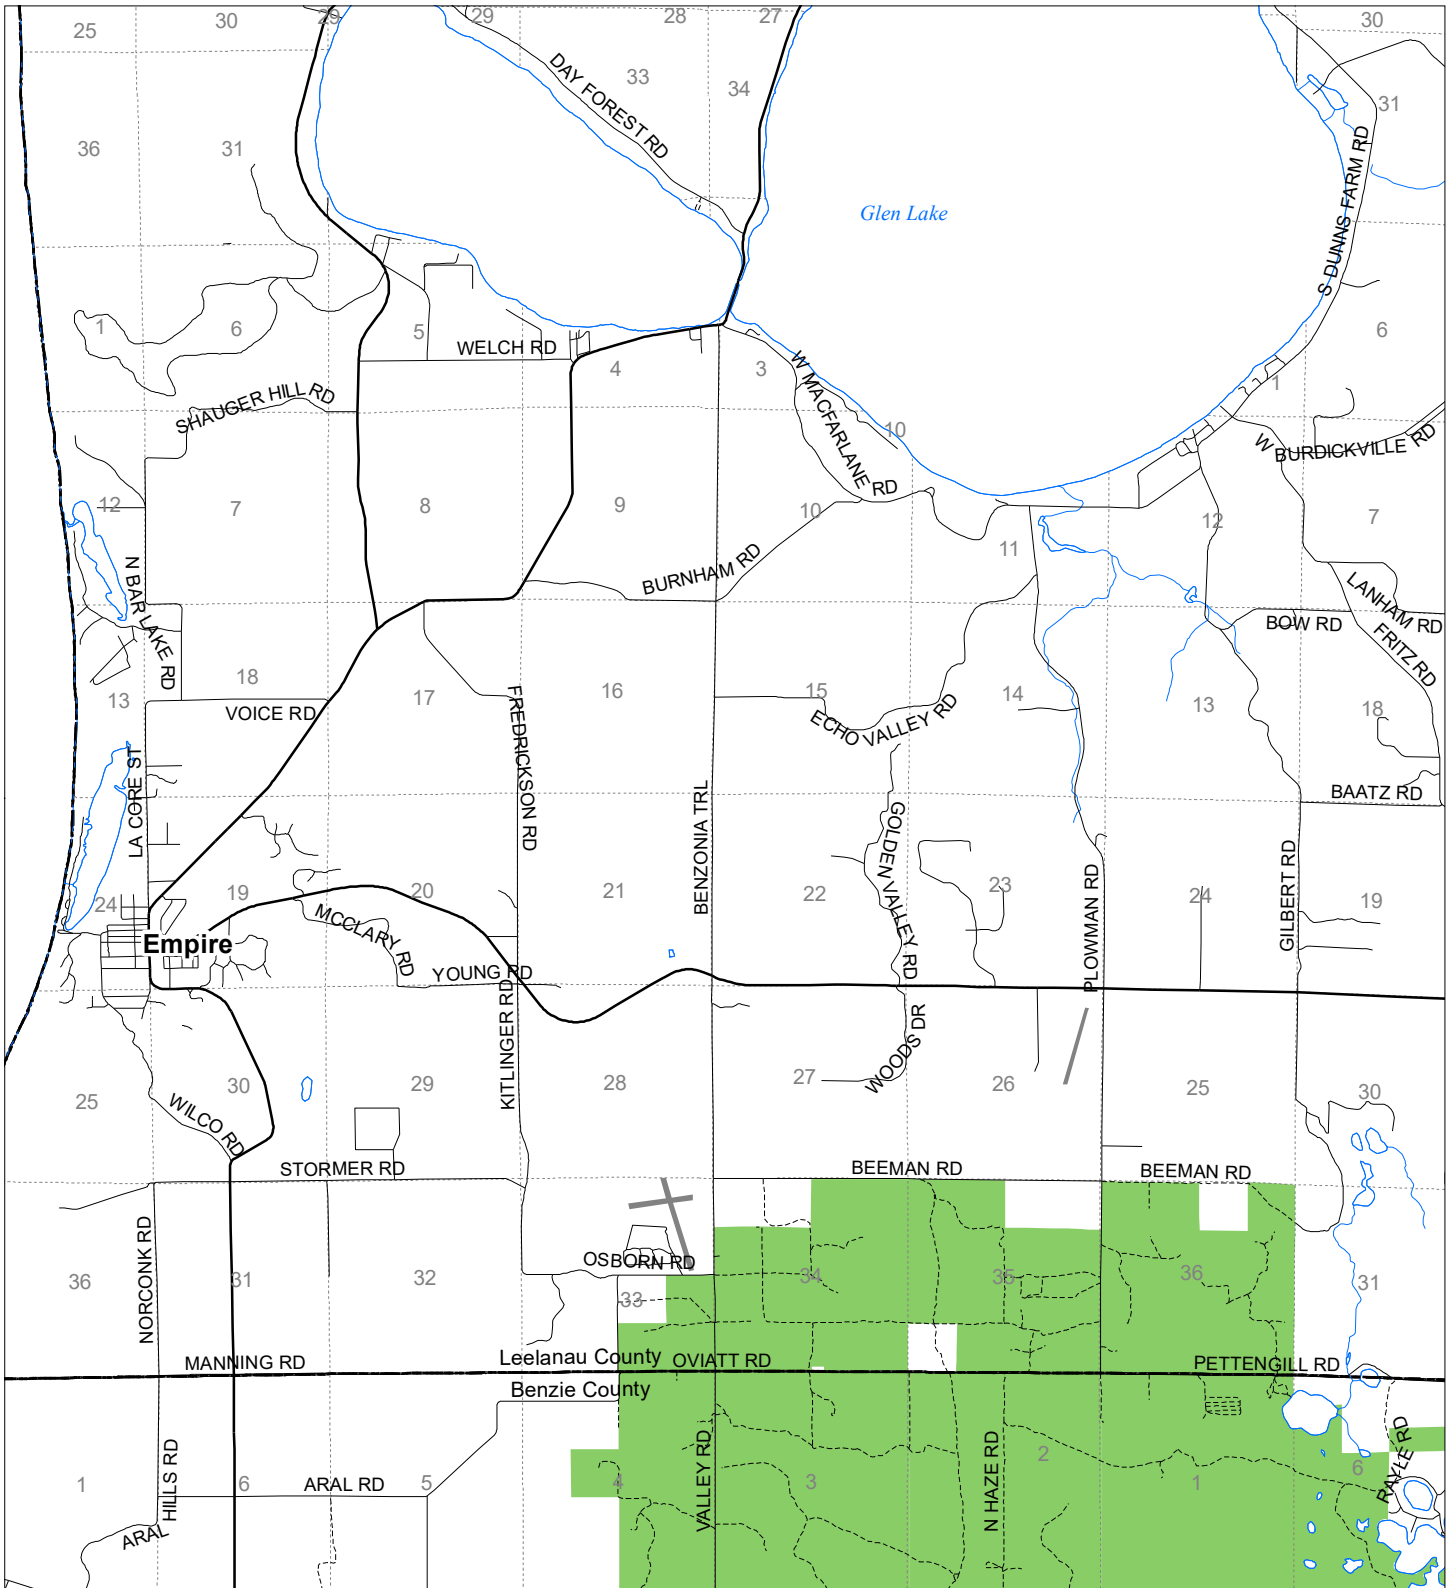 25
30
29
29
28
27
30
33
34
31
DAY FOREST RD
36
31
S DUNNS FARM RD
Glen Lake
1
6
5
6
WELCH RD
4
3
1
W MACFARLANE RD
SHAUGER HILL RD
10
W BURDICKVILLE RD
12
7
8
9
10
12
7
11
BURNHAM RD
N BAR LAKE RD
LANHAM RD
BOW RD
FRITZ RD
18
17
16
15
14
13
18
13
VOICE RD
FREDRICKSON RD
ECHO VALLEY RD
LA CORE ST
BENZONIA TRL
BAATZ RD
GOLDEN VALLEY RD
PLOWMAN RD
GILBERT RD
24
19
20
21
22
23
24
19
Empire
MCCLARY RD
YOUNG RD
KITLINGER RD
WOODS DR
25
30
29
28
27
26
25
30
WILCO RD
STORMER RD
BEEMAN RD
BEEMAN RD
NORCONK RD
OSBORN RD
36
31
32
33
34
35
36
31
MANNING RD
Leelanau County
OVIATT RD
PETTENGILL RD
Benzie County
ARAL HILLS RD
VALLEY RD
N HAZE RD
RAYLE RD
1
6
ARAL RD
5
4
3
2
1
6